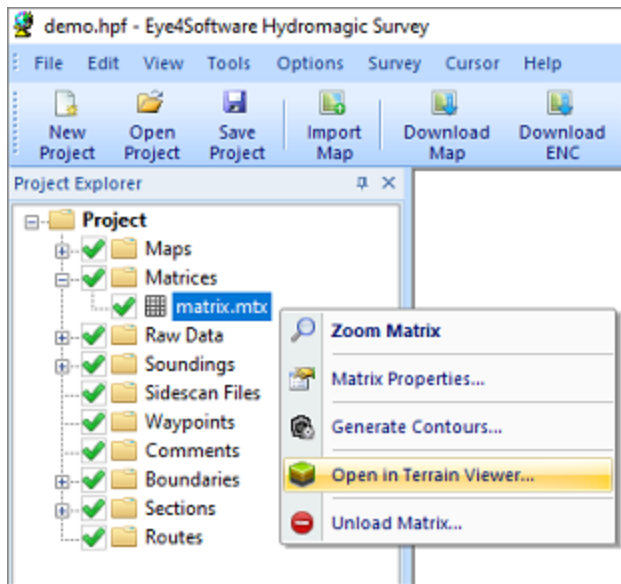 demo.hpf - Eye4Software Hydromagic Survey
File Edit View Tools Options Survey Cursor Help
New Project Open Project Save Project Import Map Download Map Download ENC
Project Explorer
Project
Maps
Matrices
matrix.mtx
Raw Data
Soundings
Sidescan Files
Waypoints
Comments
Boundaries
Sections
Routes
Zoom Matrix
Matrix Properties...
Generate Contours...
Open in Terrain Viewer...
Unload Matrix...